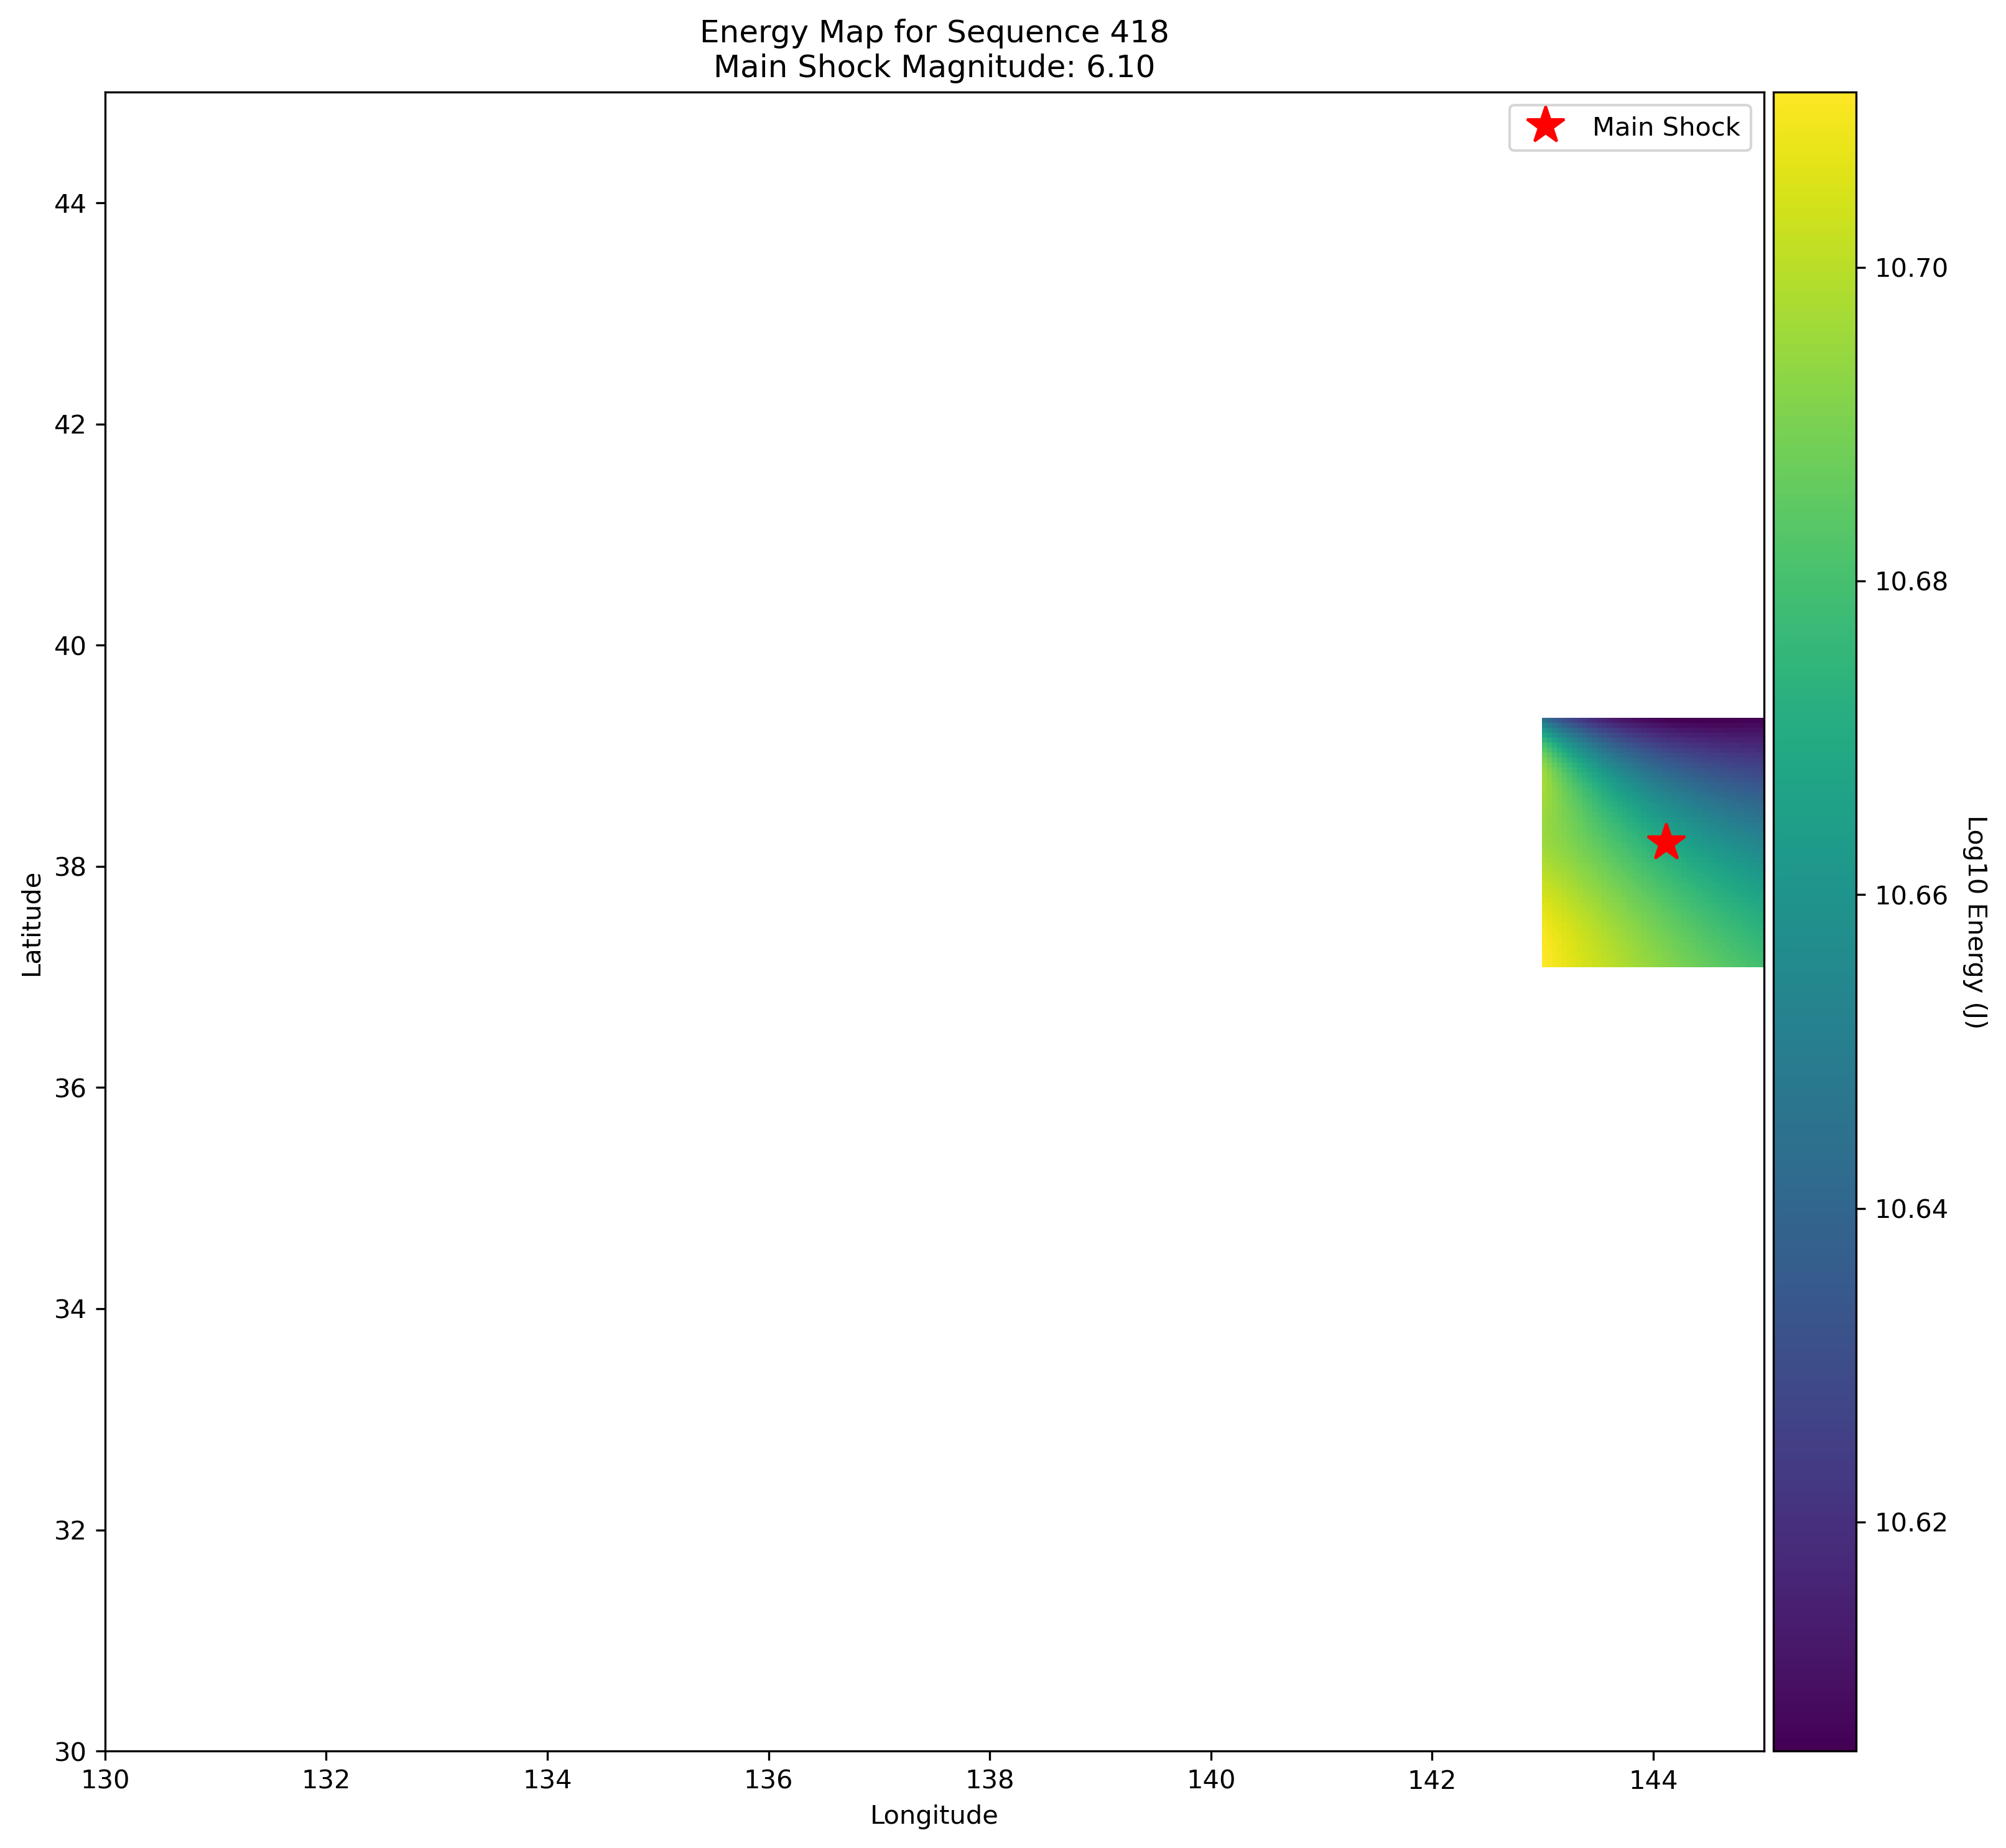 Energy Map for Sequence 418
Main Shock Magnitude: 6.10
Main Shock
44
42
40
38
36
34
32
30
Latitude
130 132 134 136 138 140 142 144
Longitude
10.70
10.68
10.66
10.64
10.62
Log10 Energy (J)